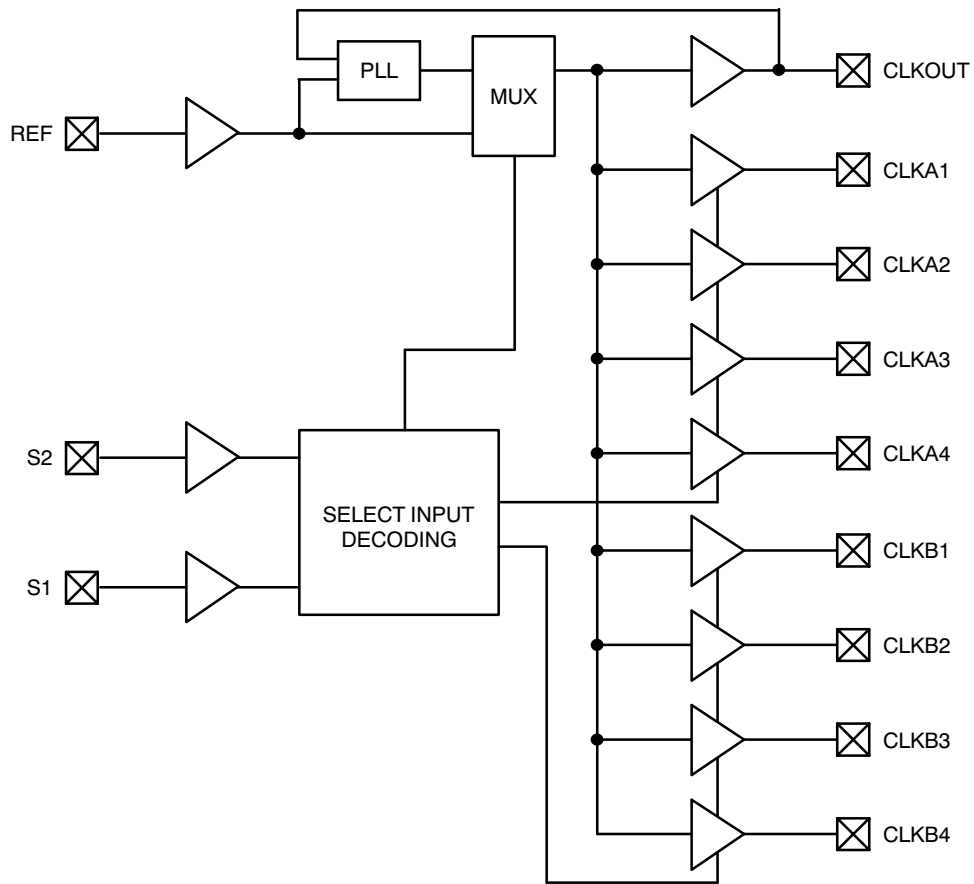 PLL
CLKOUT
MUX
REF
CLKA1
CLKA2
CLKA3
S2
CLKA4
SELECT INPUT
DECODING
CLKB1
S1
CLKB2
CLKB3
CLKB4